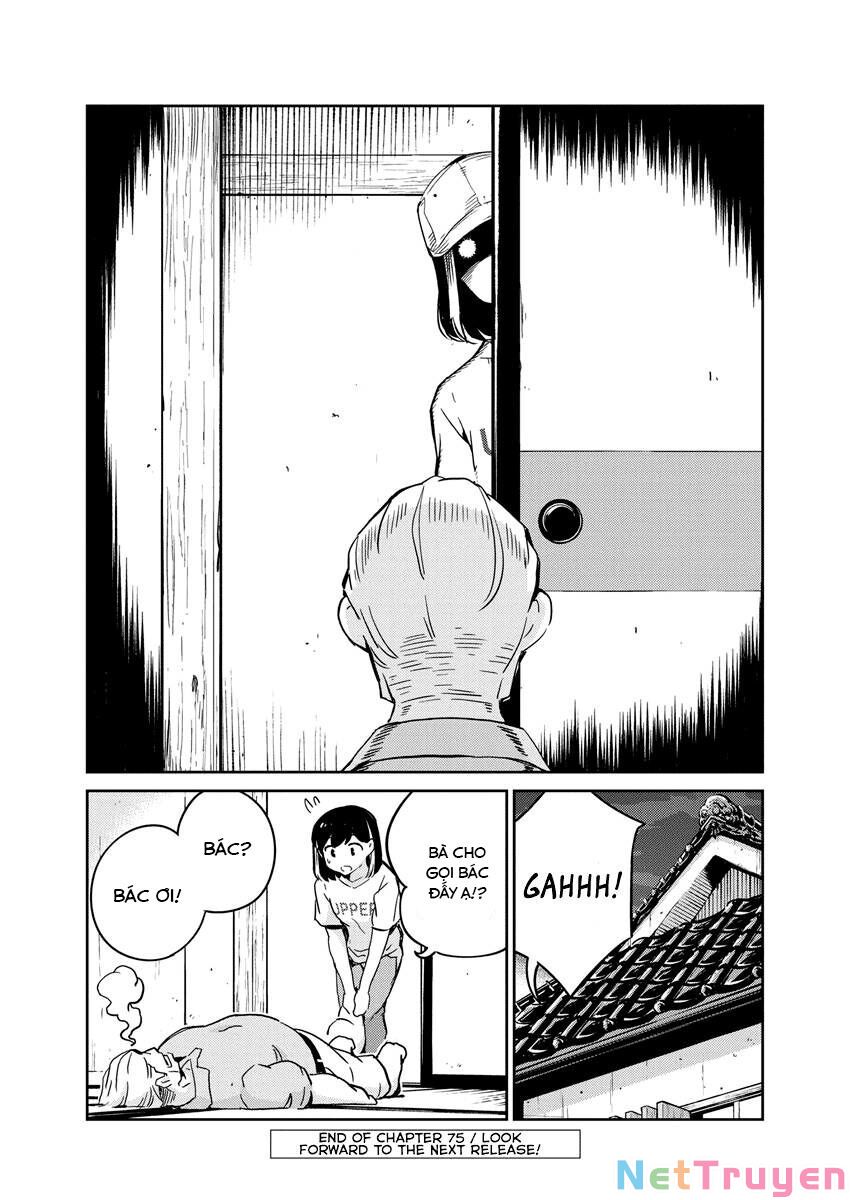 GAHHH!
BÀ CHO
GỌI BÁC
ĐẤY Ạ!?
UPPER
BÁC?
BÁC ƠI!
END OF CHAPTER 75 / LOOK
FORWARD TO THE NEXT RELEASE!
NetTruyen